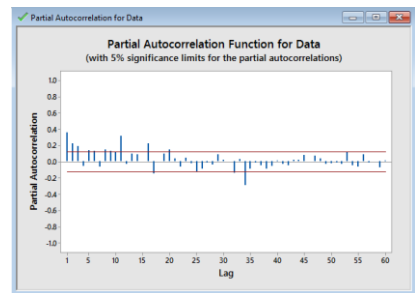 Partial Autocorrelation for Data
Partial Autocorrelation Function for Data
(with 5% significance limits for the partial autocorrelations)
Partial Autocorrelation
1.0
0.8
0.6
0.4
0.2
0.0
-0.2
-0.4
-0.6
-0.8
-1.0
1 5 10 15 20 25 30 35 40 45 50 55 60
Lag